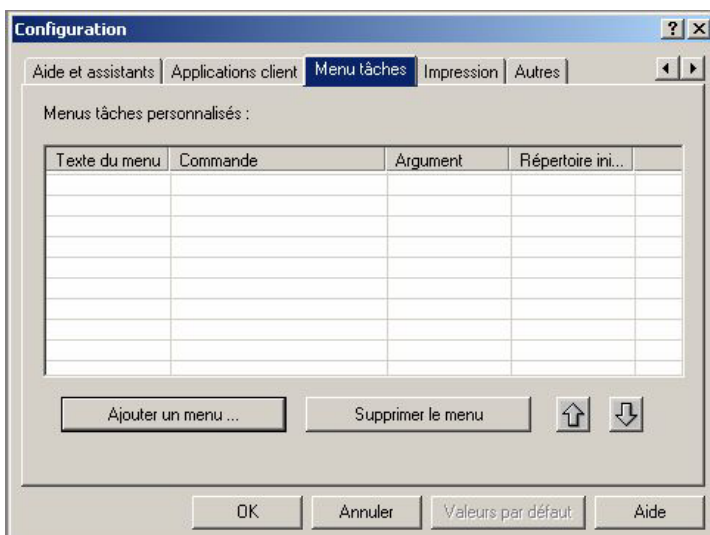 Configuration
Aide et assistants Applications client Menu tâches Impression Autres
Menus tâches personnalisés :
Texte du menu Commande Argument Répertoire ini...
Ajouter un menu ... Supprimer le menu
OK Annuler Valeurs par défaut Aide